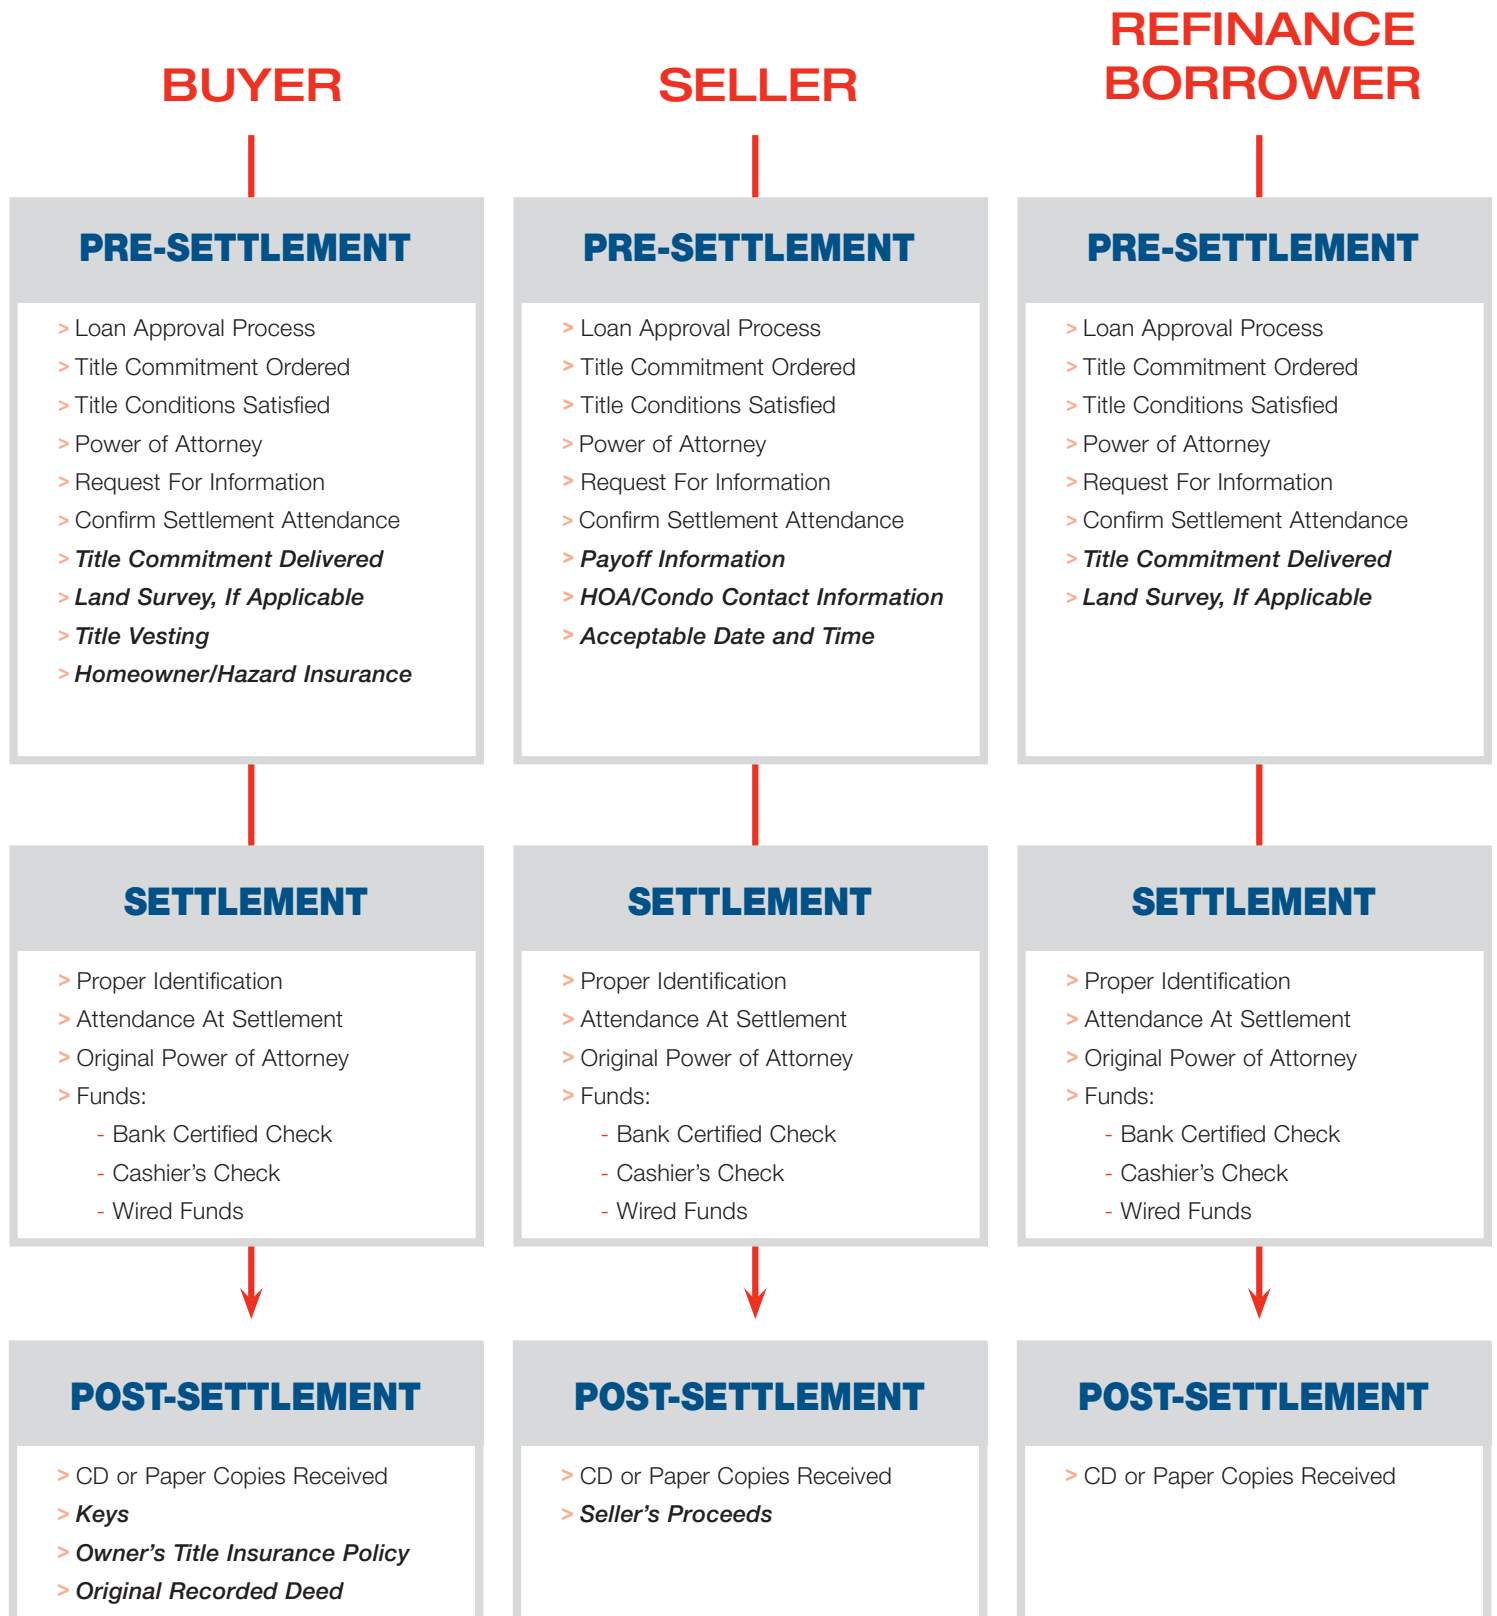 BUYER
> Loan Approval Process
> Title Commitment Ordered
> Title Conditions Satisfied
> Power of Attorney
> Request For Information
> Confirm Settlement Attendance
> Title Commitment Delivered
> Land Survey, If Applicable
> Title Vesting
> Homeowner/Hazard Insurance
SETTLEMENT
> Proper Identification
> Attendance At Settlement
> Original Power of Attorney
> Funds:
- Bank Certified Check
- Cashier's Check
- Wired Funds
POST-SETTLEMENT
> CD or Paper Copies Received
> Keys
> Owner's Title Insurance Policy
> Original Recorded Deed
SELLER
PRE-SETTLEMENT
> Loan Approval Process
> Title Commitment Ordered
> Title Conditions Satisfied
> Power of Attorney
> Request For Information
> Confirm Settlement Attendance
> Payoff Information
> HOA/Condo Contact Information
> Acceptable Date and Time
SETTLEMENT
> Proper Identification
> Attendance At Settlement
> Original Power of Attorney
> Funds:
- Bank Certified Check
- Cashier's Check
- Wired Funds
POST-SETTLEMENT
> CD or Paper Copies Received
> Seller's Proceeds
REFINANCE
BORROWER
PRE-SETTLEMENT
> Loan Approval Process
> Title Commitment Ordered
> Title Conditions Satisfied
> Power of Attorney
> Request For Information
> Confirm Settlement Attendance
> Title Commitment Delivered
> Land Survey, If Applicable
SETTLEMENT
> Proper Identification
> Attendance At Settlement
> Original Power of Attorney
> Funds:
- Bank Certified Check
- Cashier's Check
- Wired Funds
POST-SETTLEMENT
> CD or Paper Copies Received